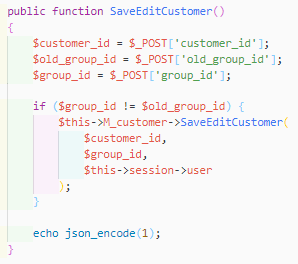 public function SaveEditCustomer()
{
$customer_id = $_POST['customer_id'];
$old_group_id = $_POST['old_group_id'];
$group_id = $_POST['group_id'];
if ($group_id != $old_group_id) {
$this->M_customer->SaveEditCustomer(
$customer_id,
$group_id,
$this->session->user
);
}
echo json_encode(1);
}